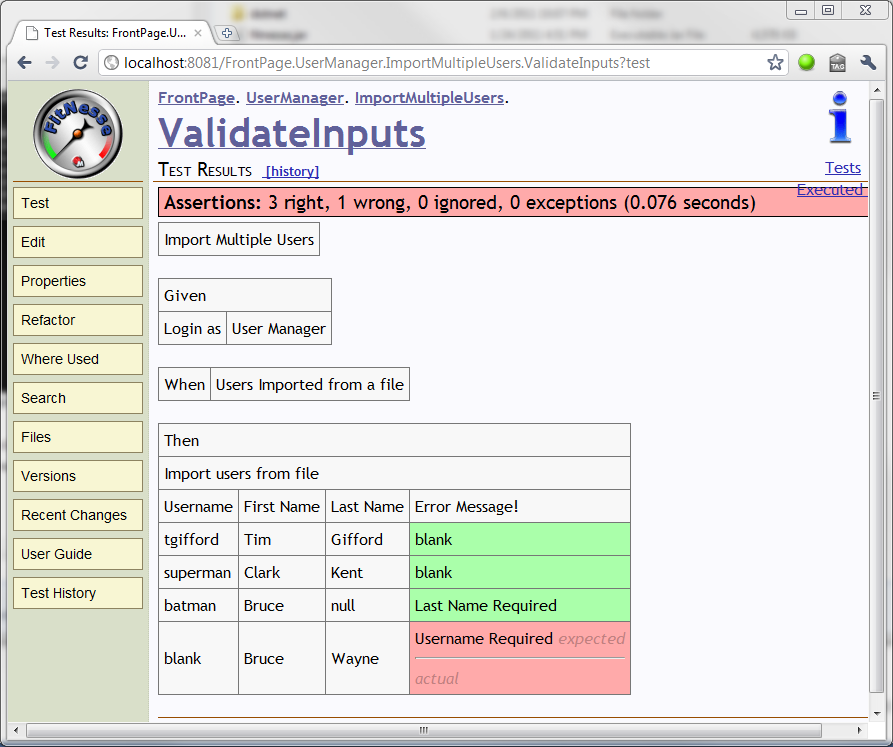 Test Results: FrontPage.U...
localhost:8081/FrontPage.UserManager.ImportMultipleUsers.ValidateInputs?test
TAG
FitNesse
FrontPage. UserManager. ImportMultipleUsers.
ValidateInputs
Test Results [history]
Tests
Executed
Test
Edit
Properties
Refactor
Where Used
Search
Files
Versions
Recent Changes
User Guide
Test History
Assertions: 3 right, 1 wrong, 0 ignored, 0 exceptions (0.076 seconds)
Import Multiple Users
Given
Login as User Manager
When Users Imported from a file
Then
Import users from file
Username First Name Last Name Error Message!
tgifford Tim Gifford blank
superman Clark Kent blank
batman Bruce null Last Name Required
blank Bruce Wayne Username Required expected
actual